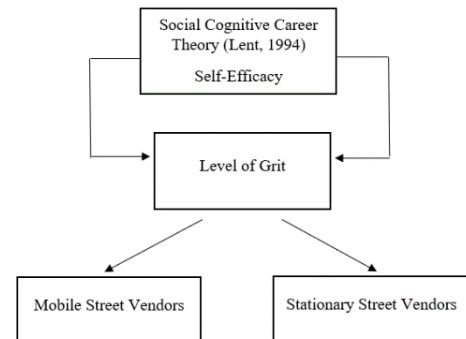 Social Cognitive Career
Theory (Lent, 1994)
Self-Efficacy
Level of Grit
Mobile Street Vendors
Stationary Street Vendors